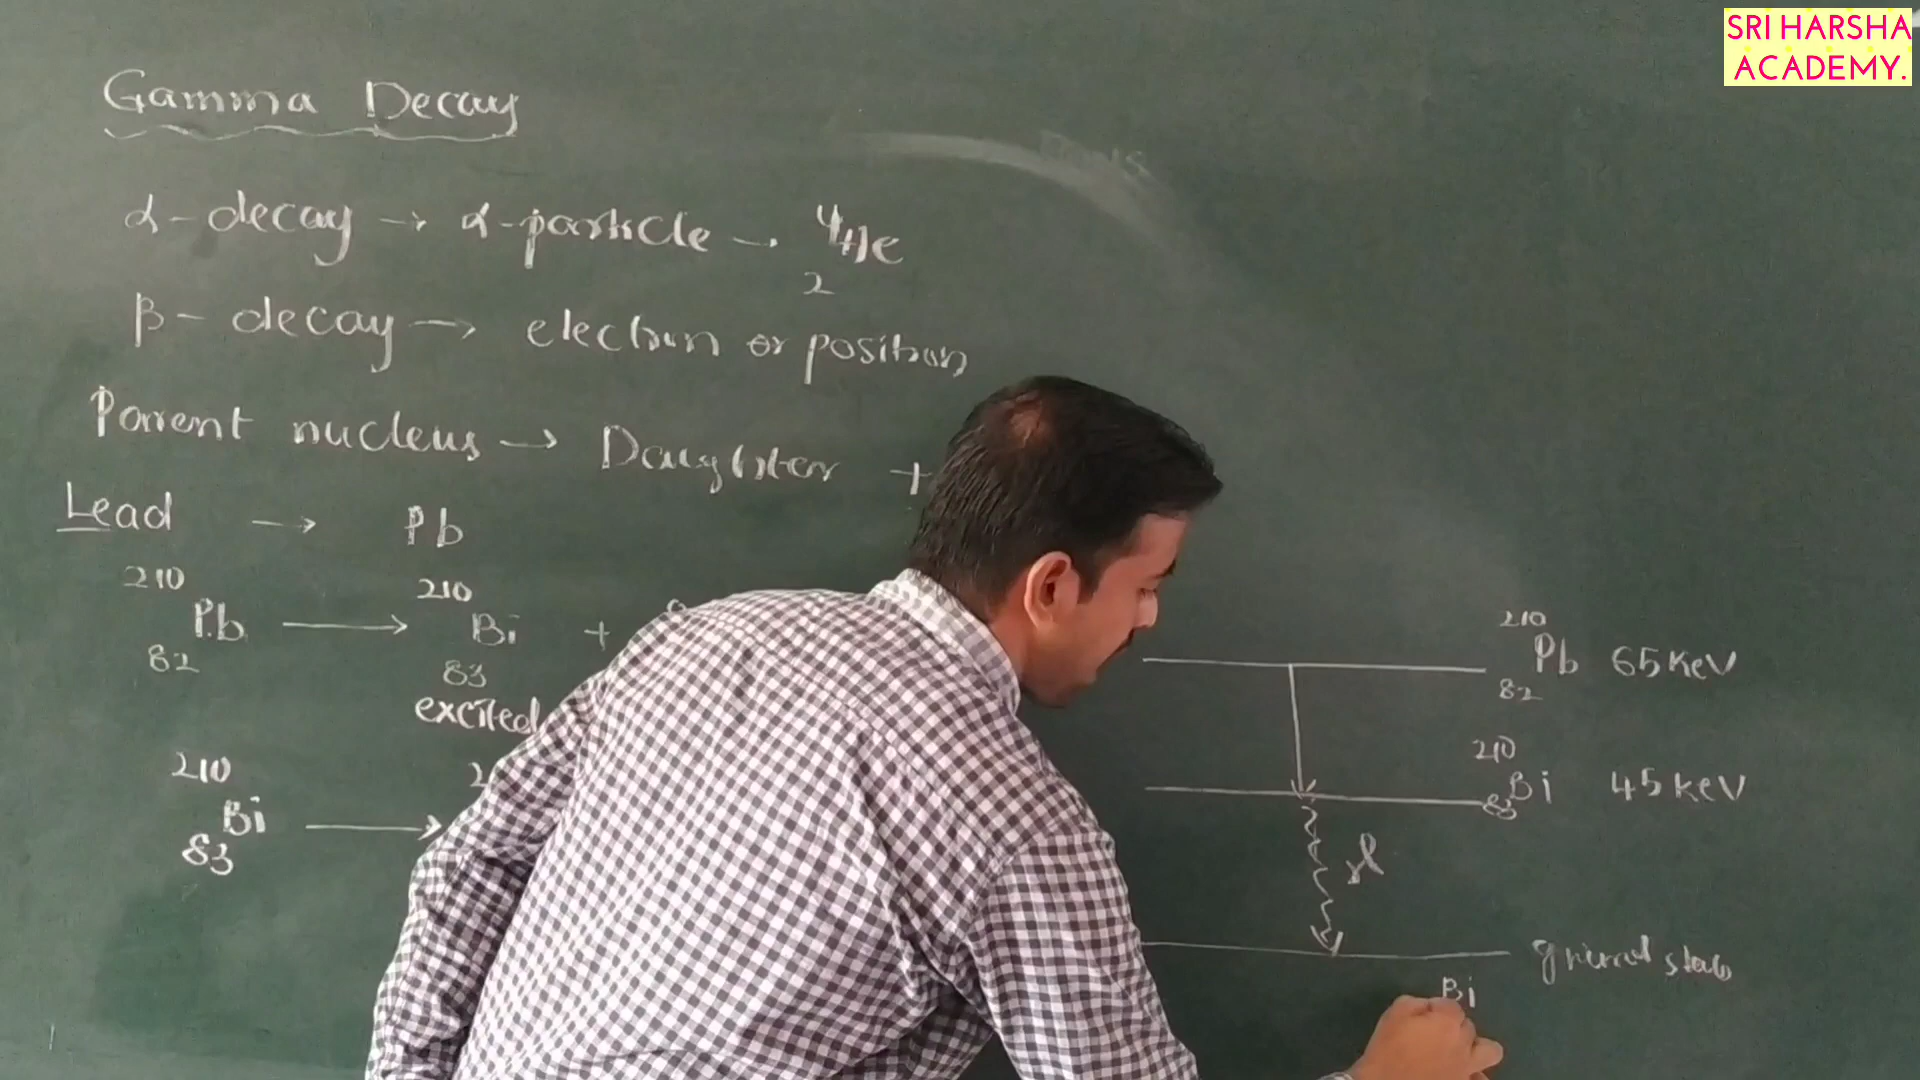 SRI HARSHA
ACADEMY.
Gamma Decay
α - decay → α-particle → ⁴₂He
β - decay → electron or positron
Parent nucleus → Daughter +
Lead → Pb
²¹⁰₈₂Pb → ²¹⁰₈₃Bi +
excited
²¹⁰₈₃Bi →
²¹⁰₈₂Pb 65 KeV
²¹⁰₈₃Bi 45 keV
γ
ground state
Bi